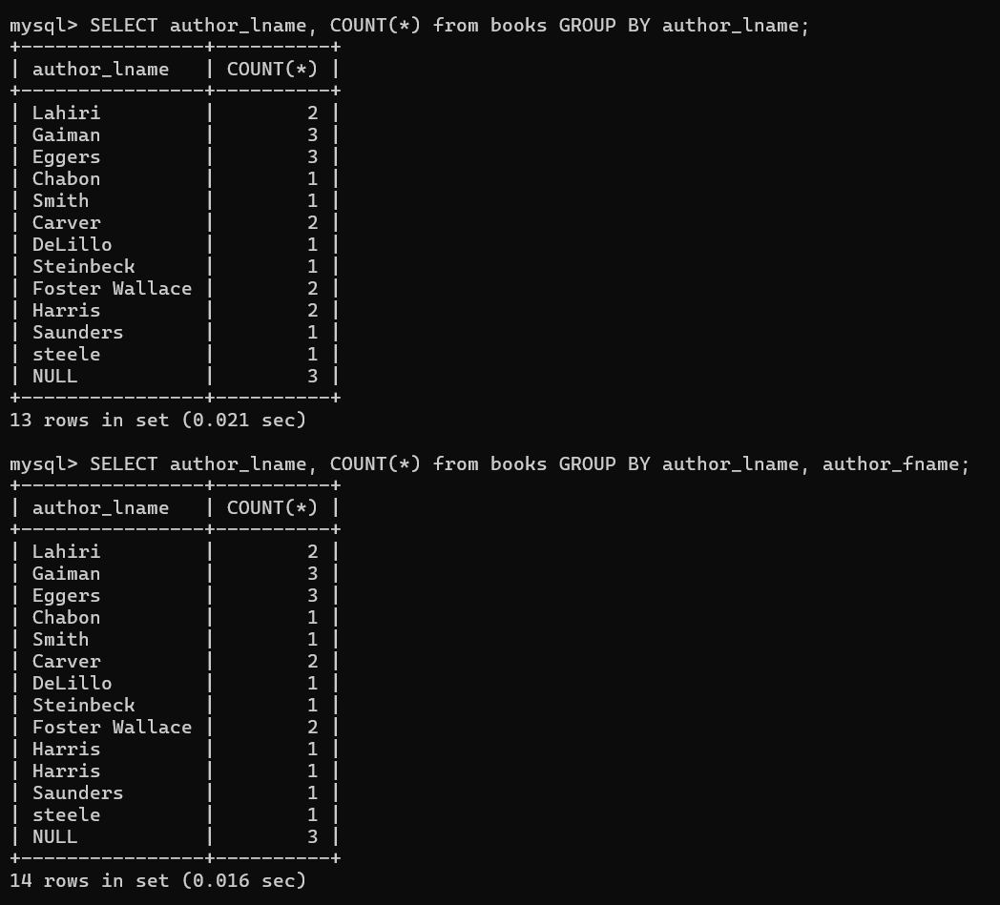 mysql> SELECT author_lname, COUNT(*) from books GROUP BY author_lname;
+----------------+----------+
| author_lname   | COUNT(*) |
+----------------+----------+
| Lahiri         |        2 |
| Gaiman         |        3 |
| Eggers         |        3 |
| Chabon         |        1 |
| Smith          |        1 |
| Carver         |        2 |
| DeLillo        |        1 |
| Steinbeck      |        1 |
| Foster Wallace |        2 |
| Harris         |        2 |
| Saunders       |        1 |
| steele         |        1 |
| NULL           |        3 |
+----------------+----------+
13 rows in set (0.021 sec)

mysql> SELECT author_lname, COUNT(*) from books GROUP BY author_lname, author_fname;
+----------------+----------+
| author_lname   | COUNT(*) |
+----------------+----------+
| Lahiri         |        2 |
| Gaiman         |        3 |
| Eggers         |        3 |
| Chabon         |        1 |
| Smith          |        1 |
| Carver         |        2 |
| DeLillo        |        1 |
| Steinbeck      |        1 |
| Foster Wallace |        2 |
| Harris         |        1 |
| Harris         |        1 |
| Saunders       |        1 |
| steele         |        1 |
| NULL           |        3 |
+----------------+----------+
14 rows in set (0.016 sec)